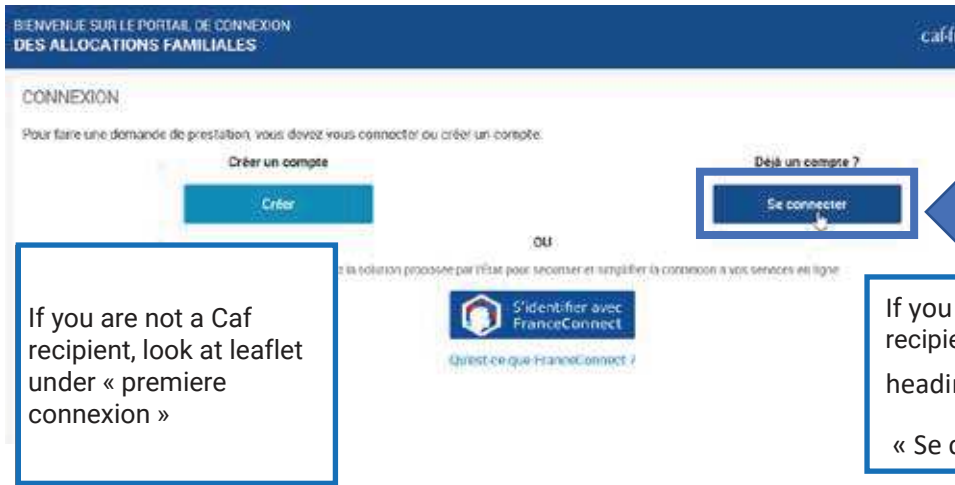 BIENVENUE SUR LE PORTAIL DE CONNEXION
DES ALLOCATIONS FAMILIALES
CONNEXION
Pour faire une demande de prestation, vous devez vous connecter ou créer un compte.
Créer un compte
Déjà un compte ?
Créer
Se connecter
OU
la solution proposée par l'État pour sécuriser et simplifier la connexion à vos services en ligne
S'identifier avec
FranceConnect
Qu'est-ce que FranceConnect ?
If you are not a Caf
recipient, look at leaflet
under « premiere
connexion »
If you
« Se